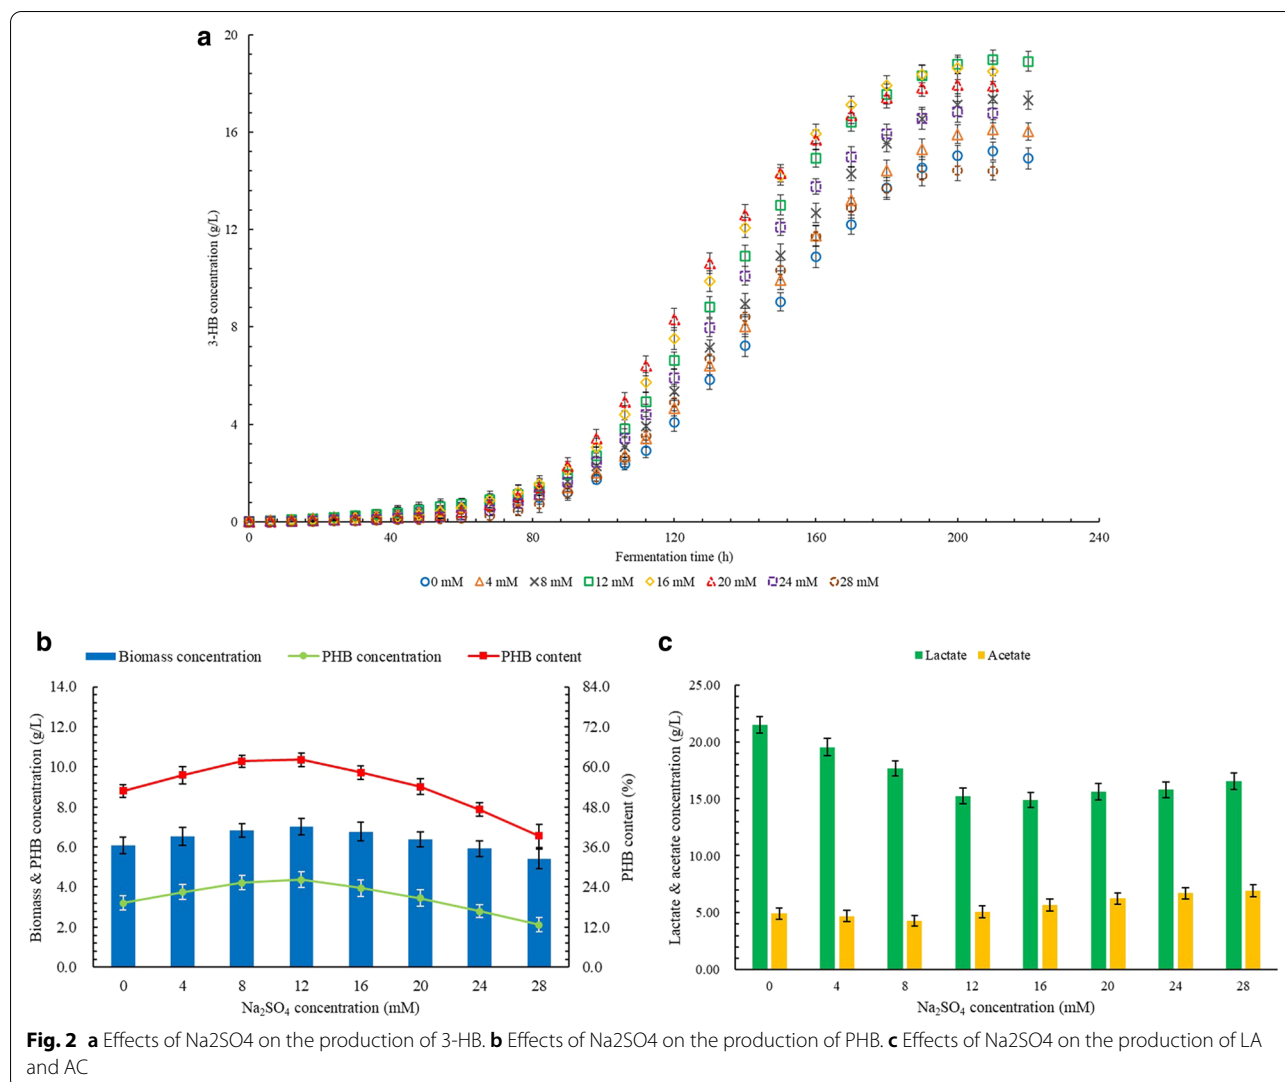 a
20
16
12
8
4
0
3-HB concentration (g/L)
0 40 80 120 160 200 240
Fermentation time (h)
0 mM 4 mM 8 mM 12 mM 16 mM 20 mM 24 mM 28 mM
b
Biomass concentration PHB concentration PHB content
14.0
12.0
10.0
8.0
6.0
4.0
2.0
0.0
Biomass & PHB concentration (g/L)
84.0
72.0
60.0
48.0
36.0
24.0
12.0
0.0
PHB content (%)
0 4 8 12 16 20 24 28
Na₂SO₄ concentration (mM)
c
Lactate Acetate
25.00
20.00
15.00
10.00
5.00
0.00
Lactate & acetate concentration (g/L)
0 4 8 12 16 20 24 28
Na₂SO₄ concentration (mM)
Fig. 2 a Effects of Na2SO4 on the production of 3-HB. b Effects of Na2SO4 on the production of PHB. c Effects of Na2SO4 on the production of LA
and AC